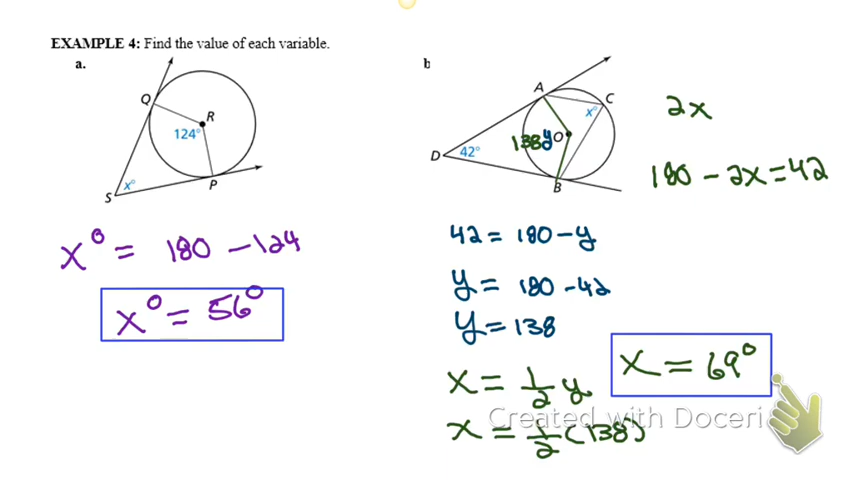 EXAMPLE 4: Find the value of each variable.
a.
Q
R
124°
x°
S
P
x° = 180 - 124
x° = 56°
b
A
C
x°
138 y O
D
42°
B
2x
180 - 2x = 42
42 = 180 - y
y = 180 - 42
y = 138
x = 1/2 y
x = 1/2 (138)
x = 69°
Created with Doceri